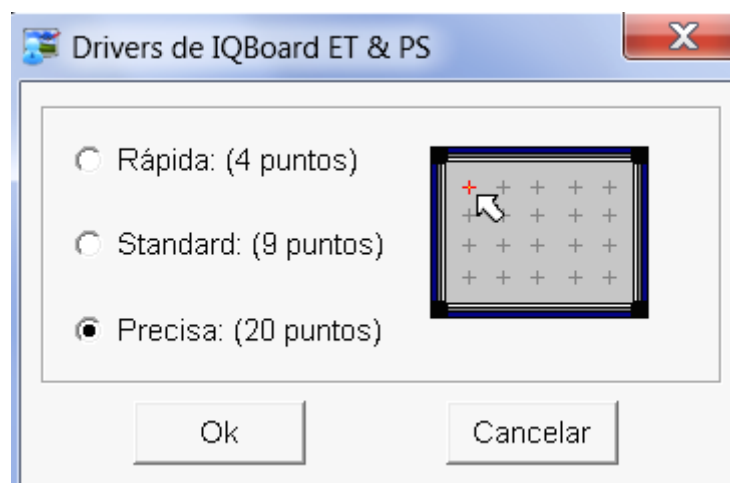 Drivers de IQBoard ET & PS
Rápida: (4 puntos)
Standard: (9 puntos)
Precisa: (20 puntos)
Ok
Cancelar